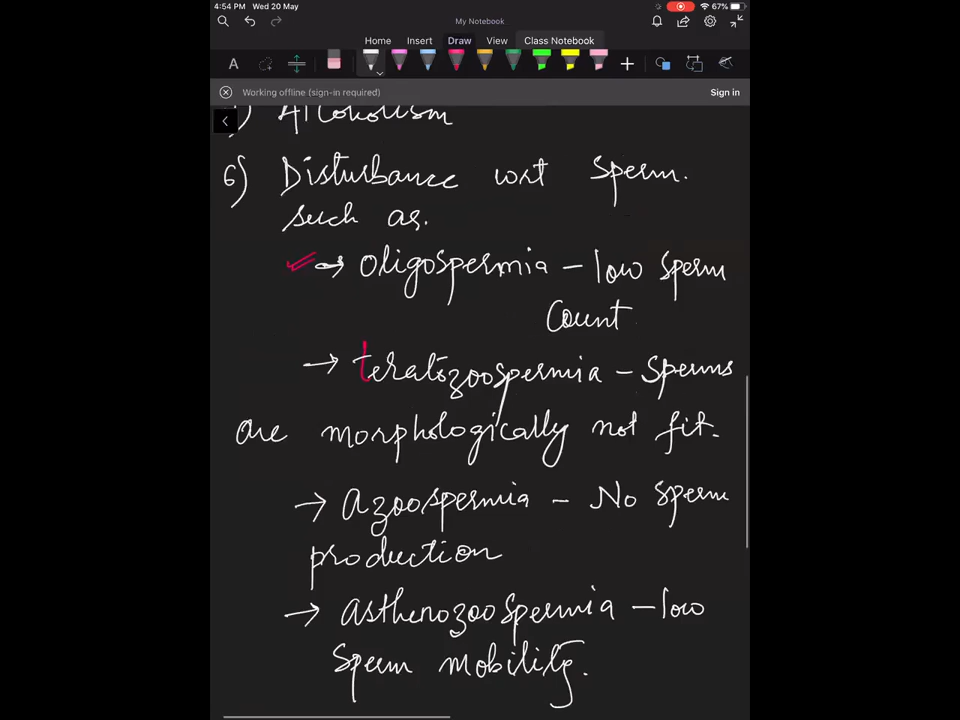 4:54 PM Wed 20 May
67%
My Notebook
Home Insert Draw View Class Notebook
A
Working offline (sign-in required) Sign in
Alcoholism
6) Disturbance wrt sperm.
such as.
→ oligospermia – low sperm
count
→ teratozoospermia – sperms
are morphologically not fit.
→ azoospermia – No sperm
production
→ asthenozoospermia – low
sperm mobility.